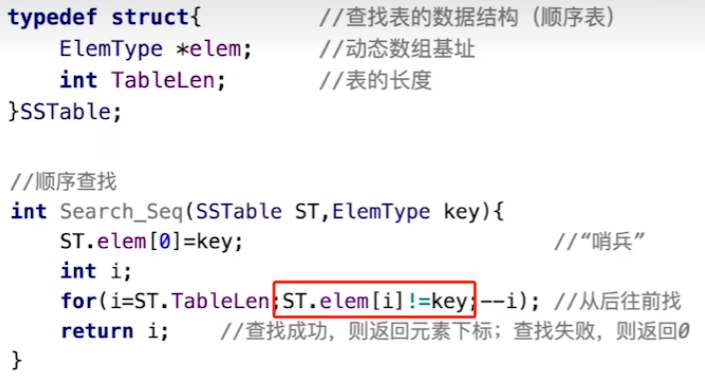 typedef struct{ //查找表的数据结构（顺序表）
ElemType *elem; //动态数组基址
int TableLen; //表的长度
}SSTable;
//顺序查找
int Search_Seq(SSTable ST,ElemType key){
ST.elem[0]=key; //“哨兵”
int i;
for(i=ST.TableLen;ST.elem[i]!=key;--i); //从后往前找
return i; //查找成功，则返回元素下标；查找失败，则返回0
}